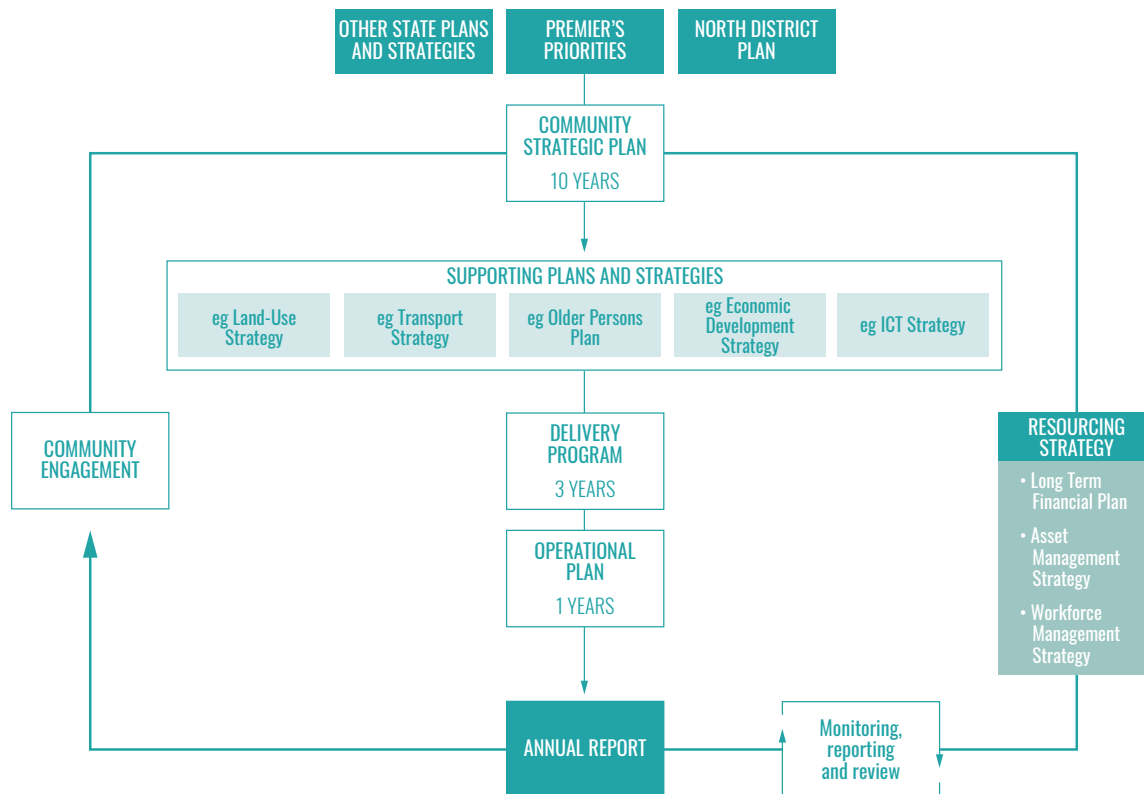 OTHER STATE PLANS
AND STRATEGIES
PREMIER'S
PRIORITIES
NORTH DISTRICT
PLAN
COMMUNITY
STRATEGIC PLAN
10 YEARS
SUPPORTING PLANS AND STRATEGIES
eg Land-Use
Strategy
eg Transport
Strategy
eg Older Persons
Plan
eg Economic
Development
Strategy
eg ICT Strategy
COMMUNITY
ENGAGEMENT
DELIVERY
PROGRAM
3 YEARS
OPERATIONAL
PLAN
1 YEARS
RESOURCING
STRATEGY
• Long Term
Financial Plan
• Asset
Management
Strategy
• Workforce
Management
Strategy
ANNUAL REPORT
Monitoring,
reporting
and review